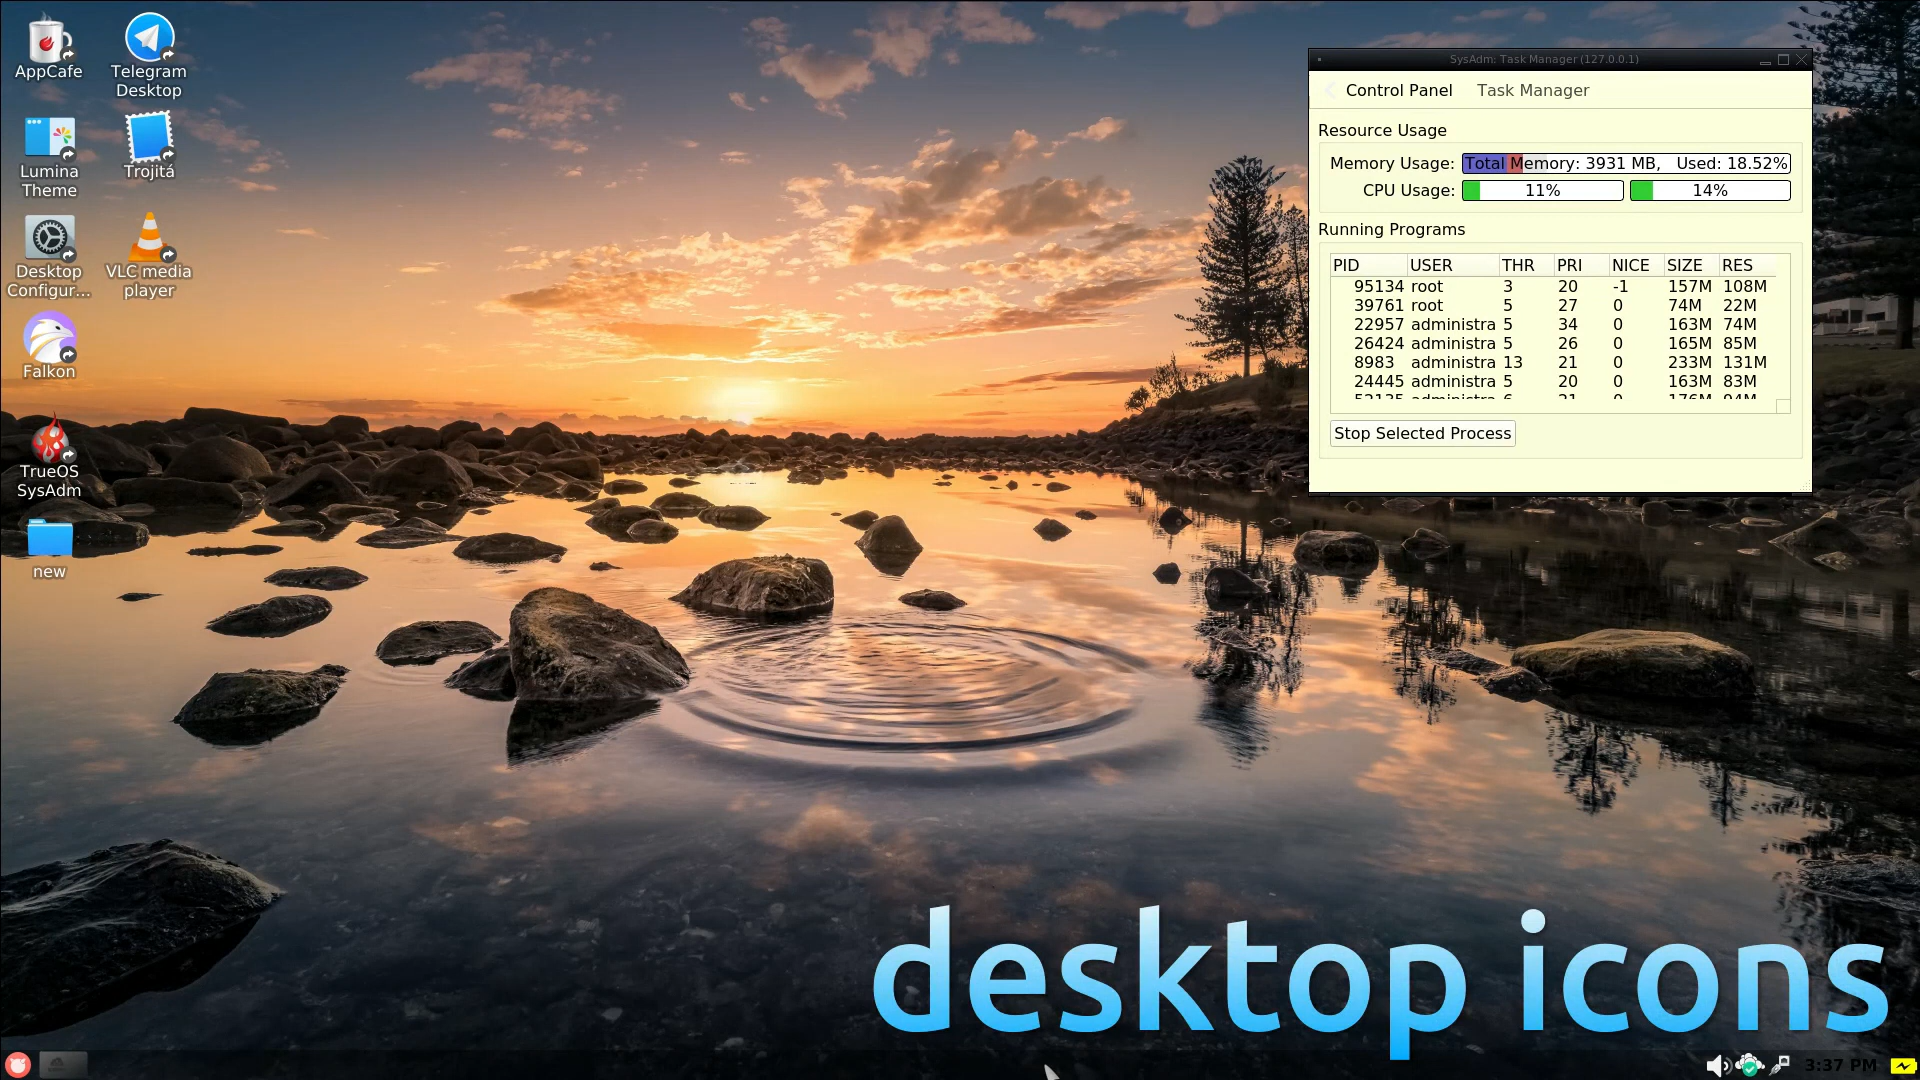 AppCafe
Telegram
Desktop
Lumina
Theme
Trojitá
Desktop
Configur...
VLC media
player
Falkon
TrueOS
SysAdm
new
SysAdm: Task Manager (127.0.0.1)
Control Panel Task Manager
Resource Usage
Memory Usage: Total Memory: 3931 MB, Used: 18.52%
CPU Usage: 11% 14%
Running Programs
PID USER THR PRI NICE SIZE RES
95134 root 3 20 -1 157M 108M
39761 root 5 27 0 74M 22M
22957 administra 5 34 0 163M 74M
26424 administra 5 26 0 165M 85M
8983 administra 13 21 0 233M 131M
24445 administra 5 20 0 163M 83M
Stop Selected Process
desktop icons
3:37 PM